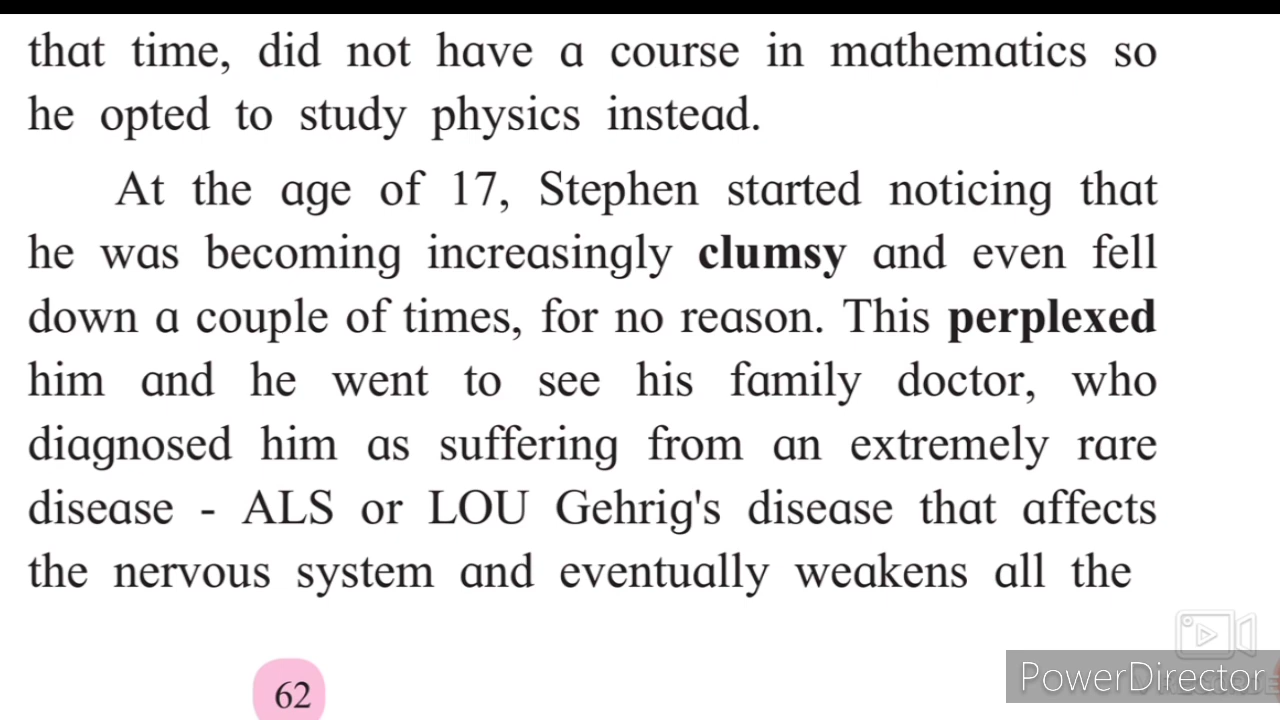 that time, did not have a course in mathematics so
he opted to study physics instead.
At the age of 17, Stephen started noticing that
he was becoming increasingly clumsy and even fell
down a couple of times, for no reason. This perplexed
him and he went to see his family doctor, who
diagnosed him as suffering from an extremely rare
disease - ALS or LOU Gehrig's disease that affects
the nervous system and eventually weakens all the
62
PowerDirector